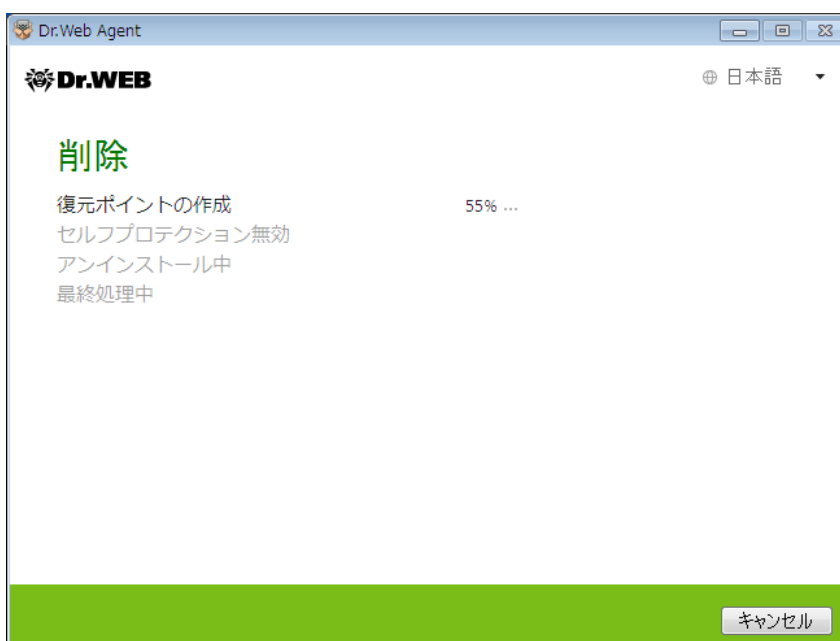 Dr.Web Agent
Dr.WEB
日本語
削除
復元ポイントの作成 55% ...
セルフプロテクション無効
アンインストール中
最終処理中
キャンセル